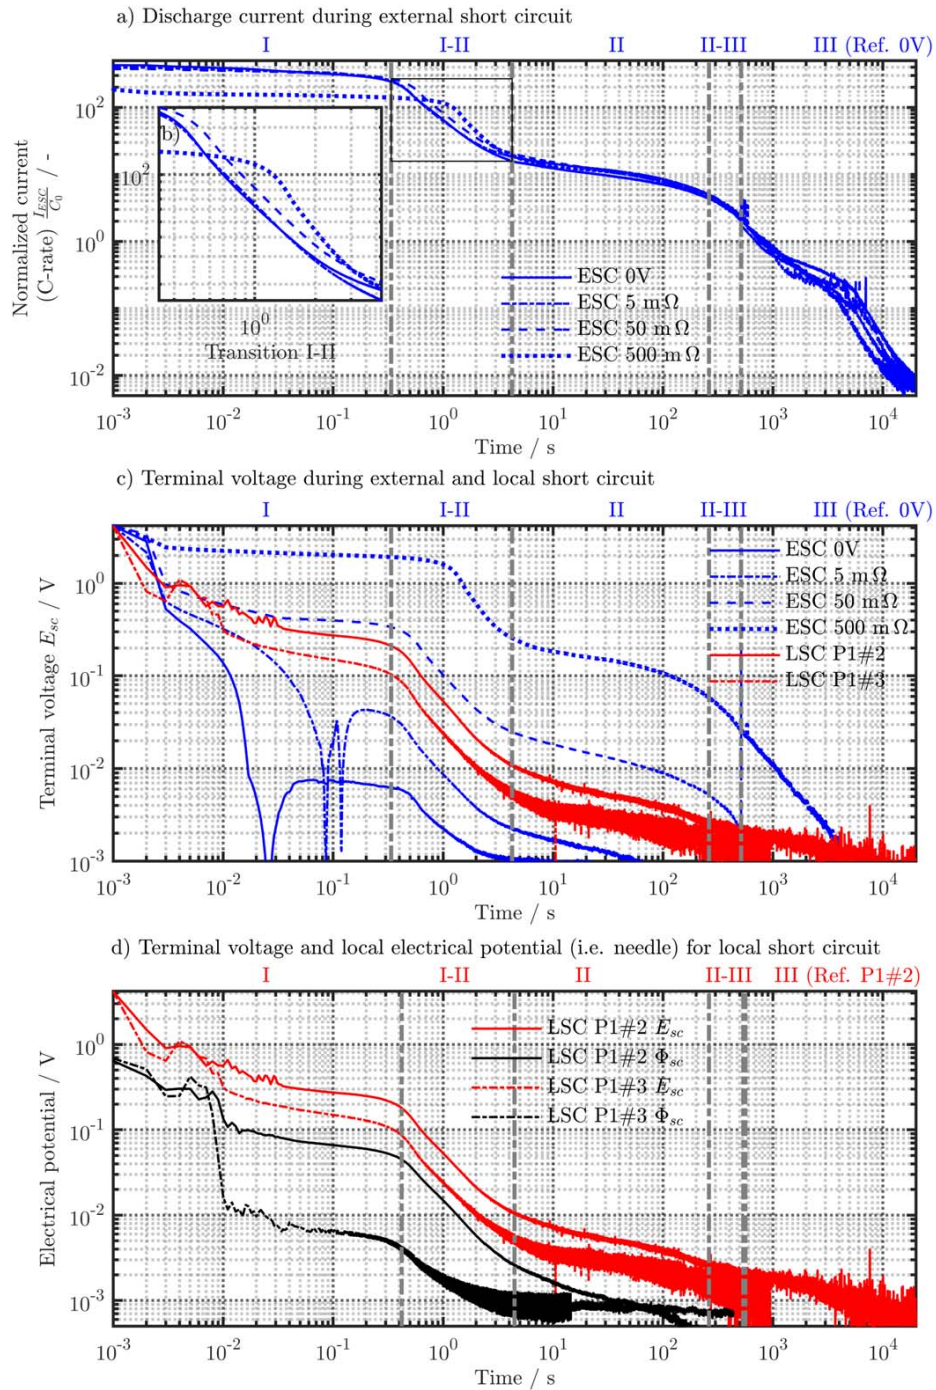 a) Discharge current during external short circuit
I I-II II II-III III (Ref. 0V)
Normalized current
(C-rate) I_ESC/C_0 / -
10^2
10^0
10^-2
b)
10^2
10^0
Transition I-II
ESC 0V
ESC 5 mΩ
ESC 50 mΩ
ESC 500 mΩ
10^-3 10^-2 10^-1 10^0 10^1 10^2 10^3 10^4
Time / s
c) Terminal voltage during external and local short circuit
I I-II II II-III III (Ref. 0V)
Terminal voltage E_sc / V
10^0
10^-1
10^-2
10^-3
ESC 0V
ESC 5 mΩ
ESC 50 mΩ
ESC 500 mΩ
LSC P1#2
LSC P1#3
10^-3 10^-2 10^-1 10^0 10^1 10^2 10^3 10^4
Time / s
d) Terminal voltage and local electrical potential (i.e. needle) for local short circuit
I I-II II II-III III (Ref. P1#2)
Electrical potential / V
10^0
10^-1
10^-2
10^-3
LSC P1#2 E_sc
LSC P1#2 Φ_sc
LSC P1#3 E_sc
LSC P1#3 Φ_sc
10^-3 10^-2 10^-1 10^0 10^1 10^2 10^3 10^4
Time / s